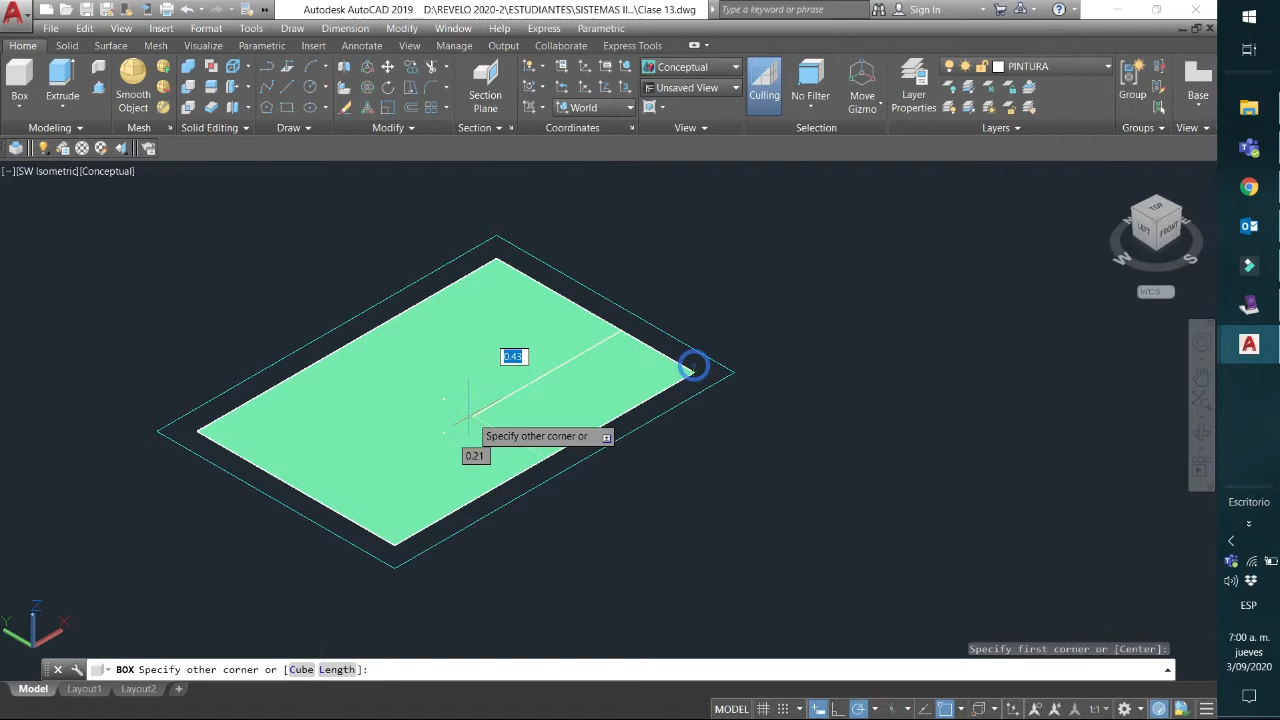 Autodesk AutoCAD 2019 D:\REVELO 2020-2\ESTUDIANTES\SISTEMAS II...\Clase 13.dwg
Type a keyword or phrase
Sign In
File Edit View Insert Format Tools Draw Dimension Modify Window Help Express Parametric
Home Solid Surface Mesh Visualize Parametric Insert Annotate View Manage Output Collaborate Express Tools
Box
Extrude
Smooth
Object
Section
Plane
World
Conceptual
Unsaved View
Culling
No Filter
Move
Gizmo
Layer
Properties
PINTURA
Group
Base
Modeling Mesh Solid Editing Draw Modify Section Coordinates View Selection Layers Groups View
[−][SW Isometric][Conceptual]
TOP
LEFT
FRONT
W
S
WCS
0.43
Specify other corner or
0.21
Z
Y
X
Specify first corner or [Center]:
BOX Specify other corner or [Cube Length]:
Model Layout1 Layout2 +
MODEL
1:1
Escritorio
ESP
7:00 a. m.
jueves
3/09/2020